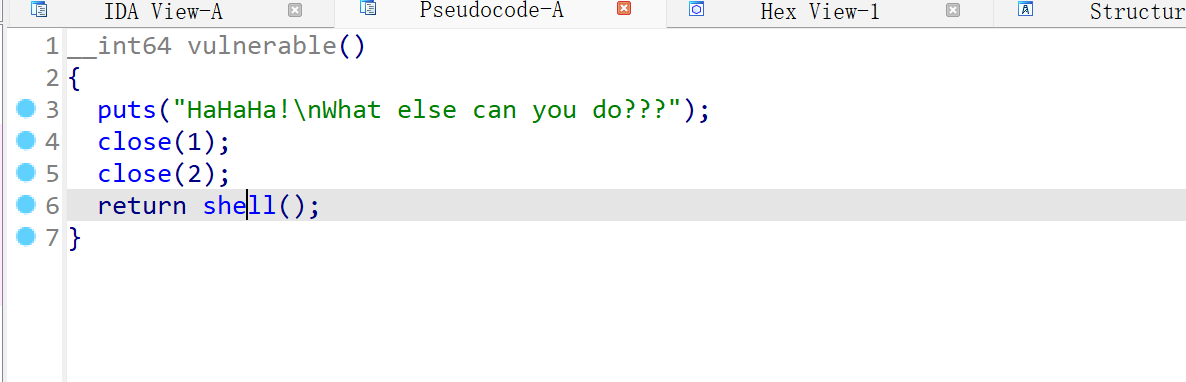 IDA View-A Pseudocode-A Hex View-1 Structur
1 __int64 vulnerable()
2 {
3 puts("HaHaHa!\nWhat else can you do???");
4 close(1);
5 close(2);
6 return shell();
7 }